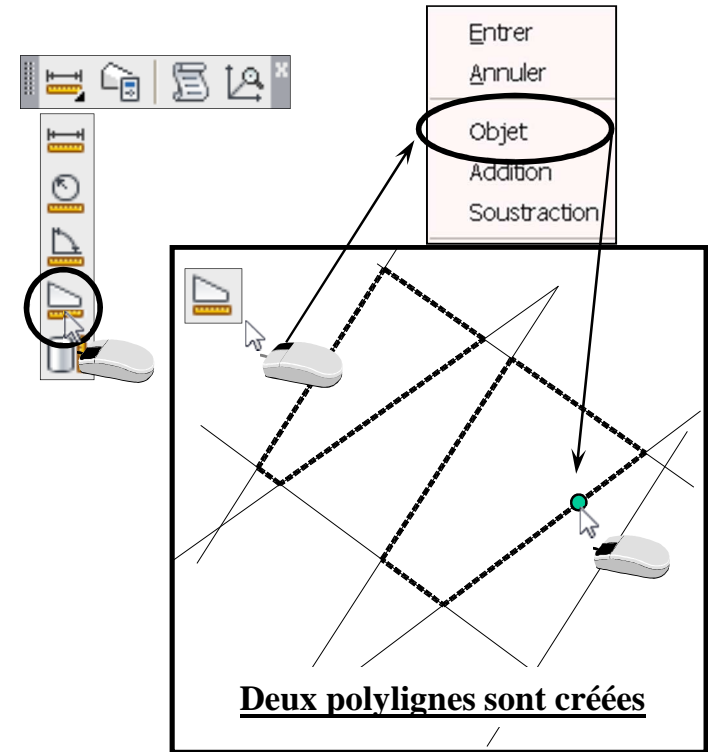 Entrer
Annuler
Objet
Addition
Soustraction
Deux polylignes sont créées